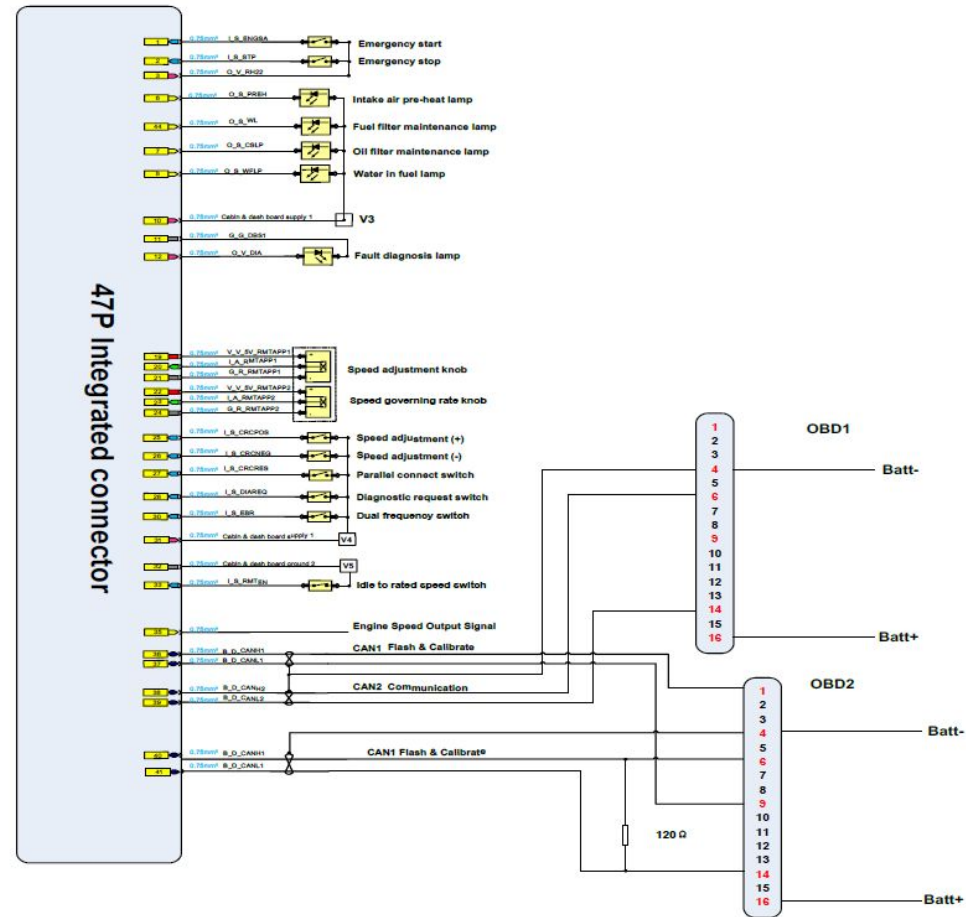 47P Integrated connector
1 0.75mm² I_S_ENGSA Emergency start
2 0.75mm² I_S_STP Emergency stop
3 0.75mm² O_V_RH22
6 0.75mm² O_S_PREH Intake air pre-heat lamp
44 0.75mm² O_S_WL Fuel filter maintenance lamp
7 0.75mm² O_S_CSLP Oil filter maintenance lamp
0.75mm² O_S_WFLP Water in fuel lamp
10 0.75mm² Cabin & dash board supply 1 V3
11 0.75mm² G_G_DBS1
12 0.75mm² O_V_DIA Fault diagnosis lamp
19 0.75mm² V_V_5V_RMTAPP1
20 0.75mm² I_A_RMTAPP1 Speed adjustment knob
21 0.75mm² G_R_RMTAPP1
22 0.75mm² V_V_5V_RMTAPP2
23 0.75mm² I_A_RMTAPP2 Speed governing rate knob
24 0.75mm² G_R_RMTAPP2
25 0.75mm² I_S_CRCPOS Speed adjustment (+)
26 0.75mm² I_S_CRCNEG Speed adjustment (-)
27 0.75mm² I_S_CRCRES Parallel connect switch
0.75mm² I_S_DIAREQ Diagnostic request switch
30 0.75mm² I_S_EBR Dual frequency switch
31 0.75mm² Cabin & dash board supply 1 V4
32 0.75mm² Cabin & dash board ground 2 V5
33 0.75mm² I_S_RMTEN Idle to rated speed switch
35 0.75mm² Engine Speed Output Signal
36 0.75mm² B_D_CANH1 CAN1 Flash & Calibrate
37 0.75mm² B_D_CANL1
38 0.75mm² B_D_CANH2 CAN2 Communication
39 0.75mm² B_D_CANL2
40 0.75mm² B_D_CANH1 CAN1 Flash & Calibrate
41 0.75mm² B_D_CANL1
120 Ω
OBD1
1
2
3
4 Batt-
5
6
7
8
9
10
11
12
13
14
15
16 Batt+
OBD2
1
2
3
4 Batt-
5
6
7
8
9
10
11
12
13
14
15
16 Batt+